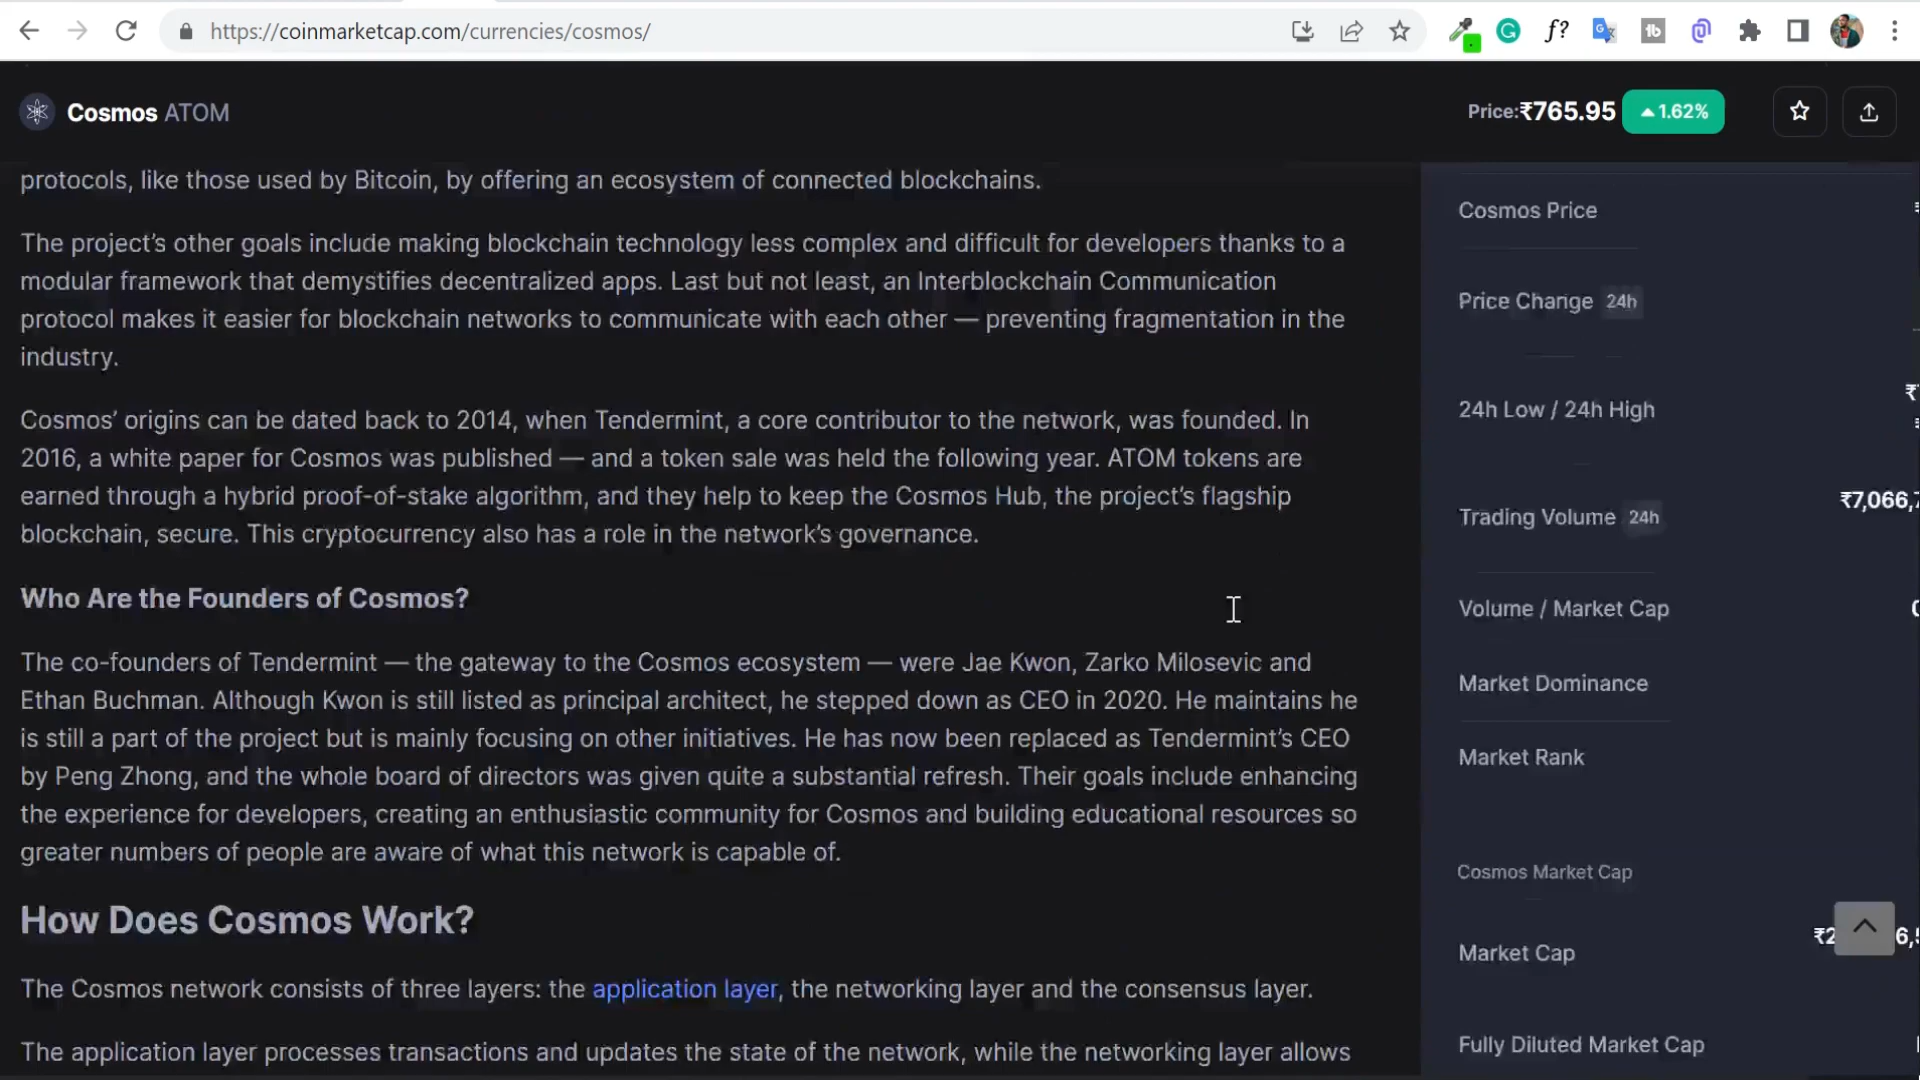 https://coinmarketcap.com/currencies/cosmos/
Cosmos ATOM
Price:₹765.95 1.62%
protocols, like those used by Bitcoin, by offering an ecosystem of connected blockchains.
The project's other goals include making blockchain technology less complex and difficult for developers thanks to a
modular framework that demystifies decentralized apps. Last but not least, an Interblockchain Communication
protocol makes it easier for blockchain networks to communicate with each other — preventing fragmentation in the
industry.
Cosmos' origins can be dated back to 2014, when Tendermint, a core contributor to the network, was founded. In
2016, a white paper for Cosmos was published — and a token sale was held the following year. ATOM tokens are
earned through a hybrid proof-of-stake algorithm, and they help to keep the Cosmos Hub, the project's flagship
blockchain, secure. This cryptocurrency also has a role in the network's governance.
Who Are the Founders of Cosmos?
The co-founders of Tendermint — the gateway to the Cosmos ecosystem — were Jae Kwon, Zarko Milosevic and
Ethan Buchman. Although Kwon is still listed as principal architect, he stepped down as CEO in 2020. He maintains he
is still a part of the project but is mainly focusing on other initiatives. He has now been replaced as Tendermint's CEO
by Peng Zhong, and the whole board of directors was given quite a substantial refresh. Their goals include enhancing
the experience for developers, creating an enthusiastic community for Cosmos and building educational resources so
greater numbers of people are aware of what this network is capable of.
How Does Cosmos Work?
The Cosmos network consists of three layers: the application layer, the networking layer and the consensus layer.
The application layer processes transactions and updates the state of the network, while the networking layer allows
Cosmos Price
Price Change 24h
24h Low / 24h High
Trading Volume 24h ₹7,066,7
Volume / Market Cap
Market Dominance
Market Rank
Cosmos Market Cap
Market Cap
Fully Diluted Market Cap